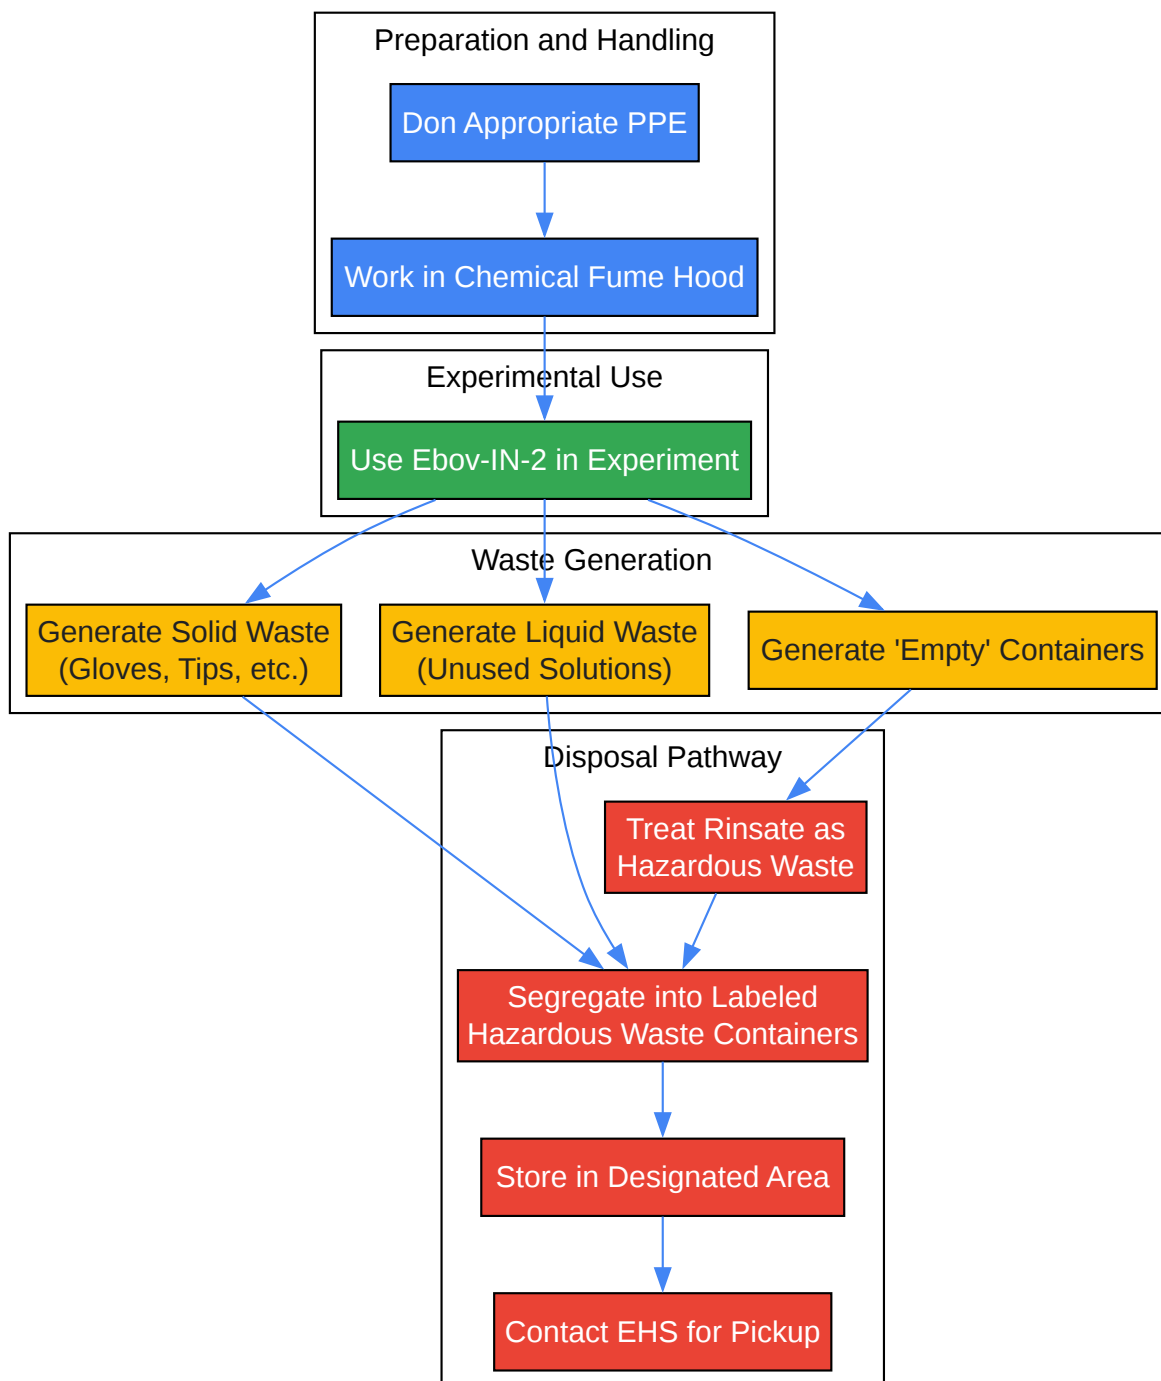 Preparation and Handling
Don Appropriate PPE
Work in Chemical Fume Hood
Experimental Use
Use Ebov-IN-2 in Experiment
Waste Generation
Generate Solid Waste
(Gloves, Tips, etc.)
Generate Liquid Waste
(Unused Solutions)
Generate 'Empty' Containers
Disposal Pathway
Treat Rinsate as
Hazardous Waste
Segregate into Labeled
Hazardous Waste Containers
Store in Designated Area
Contact EHS for Pickup